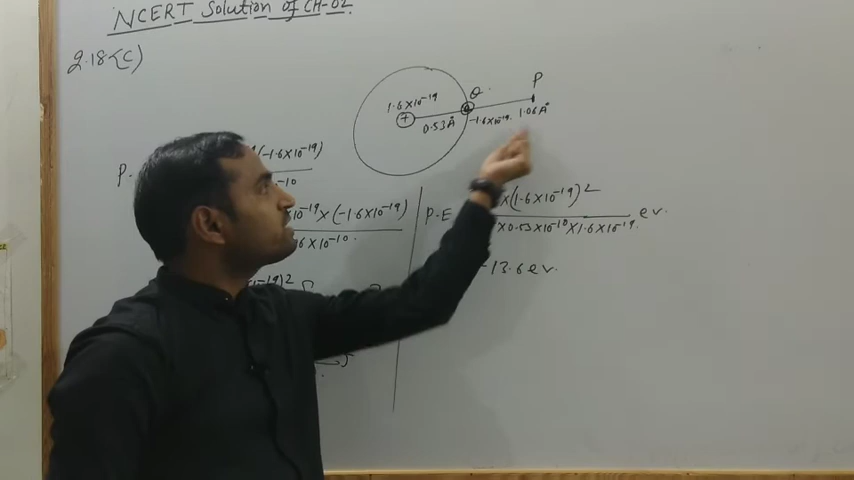 NCERT Solution of CH-02
2.18 (C)
P
Q
1.6×10⁻¹⁹
+
0.53 A°
-1.6×10⁻¹⁹
1.06 A°
P.
(-1.6×10⁻¹⁹)
-10
10⁻¹⁹ × (-1.6×10⁻¹⁹)
6×10⁻¹⁰
-19)²
P.E
×(1.6×10⁻¹⁹)²
×0.53×10⁻¹⁰×1.6×10⁻¹⁹
ev.
-13.6 ev.